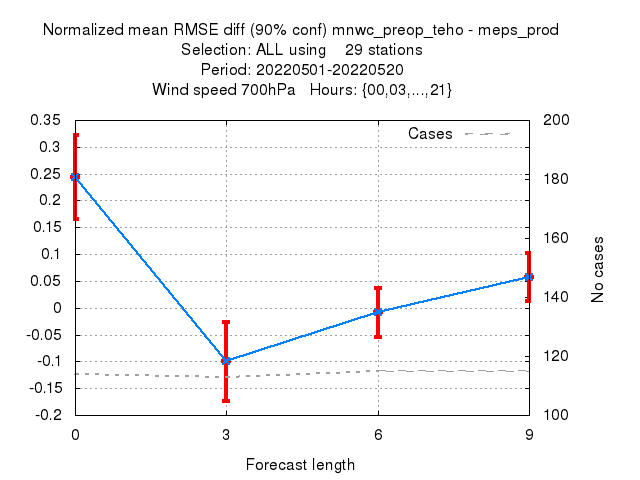 Normalized mean RMSE diff (90% conf) mnwc_preop_teho - meps_prod
Selection: ALL using    29 stations
Period: 20220501-20220520
Wind speed 700hPa   Hours: {00,03,...,21}
Cases
0.35
0.3
0.25
0.2
0.15
0.1
0.05
0
-0.05
-0.1
-0.15
-0.2
200
180
160
140
120
100
No cases
0 3 6 9
Forecast length